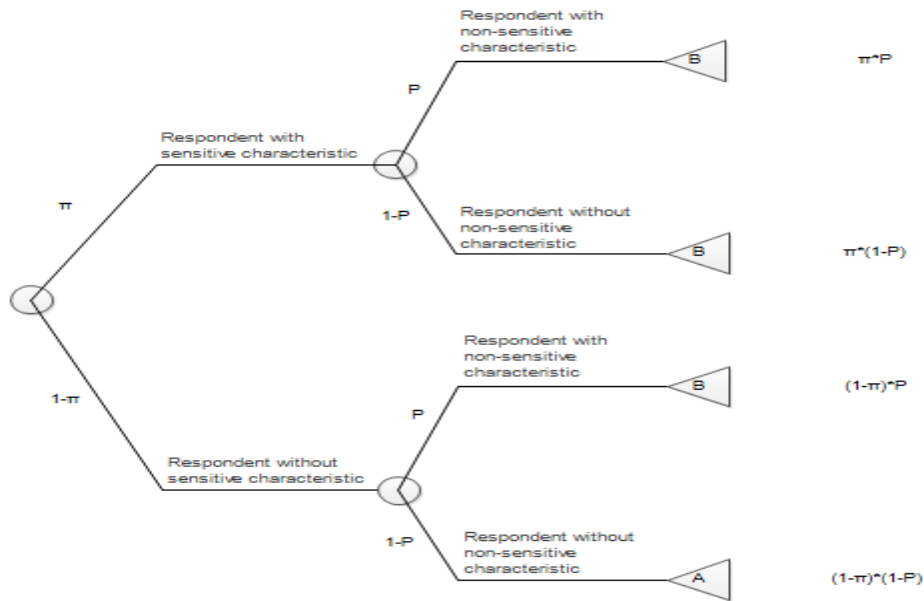 Respondent with
non-sensitive
characteristic
B
π*P
P
Respondent with
sensitive characteristic
π
1-P
Respondent without
non-sensitive
characteristic
B
π*(1-P)
Respondent with
non-sensitive
characteristic
B
(1-π)*P
1-π
P
Respondent without
sensitive characteristic
1-P
Respondent without
non-sensitive
characteristic
A
(1-π)*(1-P)